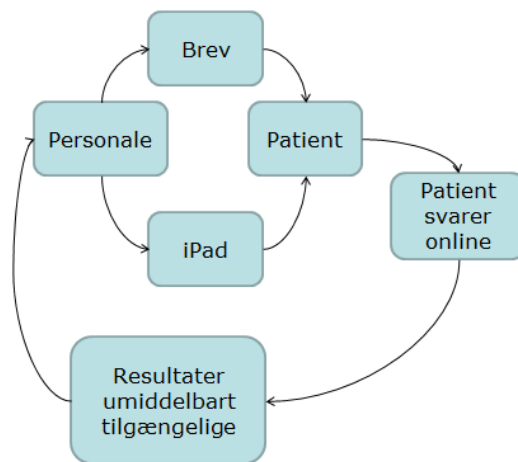 Brev
Personale
Patient
iPad
Patient
svarer
online
Resultater
umiddelbart
tilgængelige